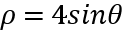 ρ = 4sinθ